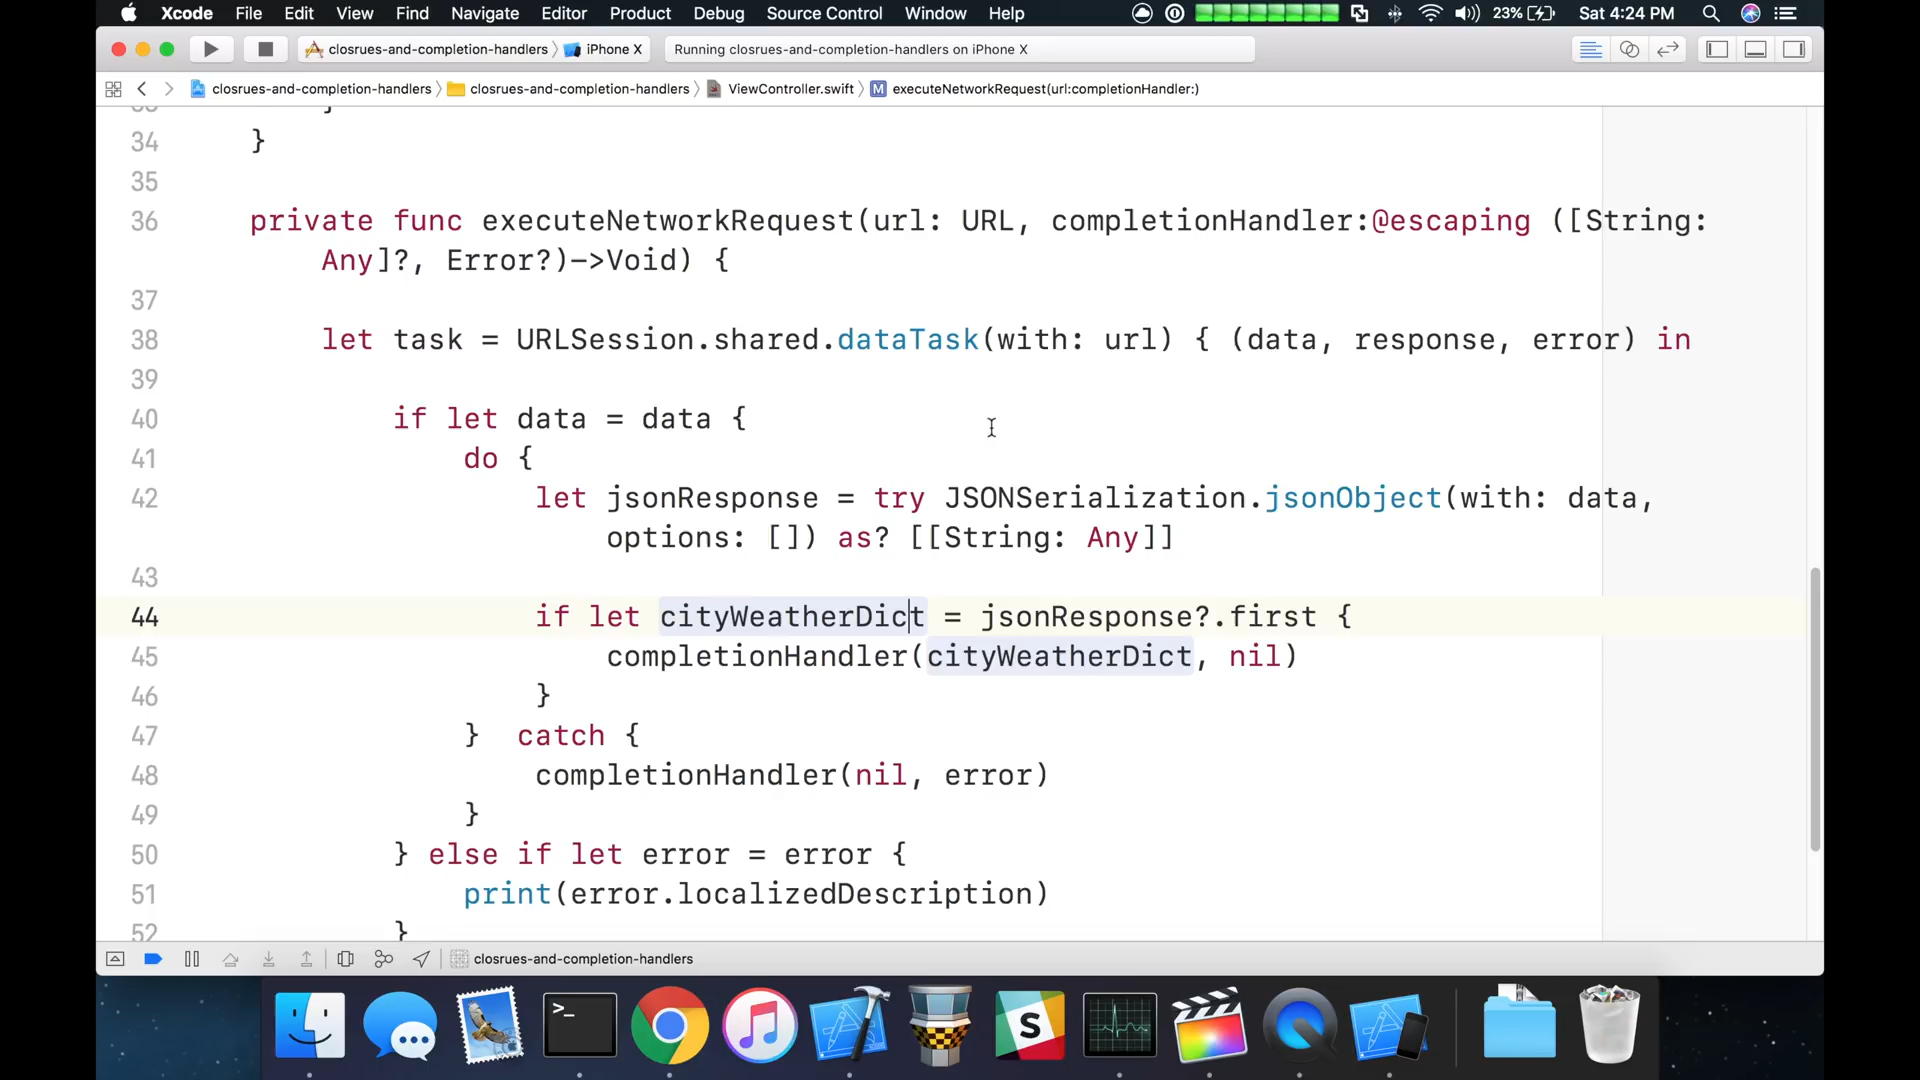 Xcode File Edit View Find Navigate Editor Product Debug Source Control Window Help 23% Sat 4:24 PM
closrues-and-completion-handlers iPhone X Running closrues-and-completion-handlers on iPhone X
closrues-and-completion-handlers closrues-and-completion-handlers ViewController.swift M executeNetworkRequest(url:completionHandler:)
33 }
34 }
35
36 private func executeNetworkRequest(url: URL, completionHandler:@escaping ([String:
Any]?, Error?)->Void) {
37
38 let task = URLSession.shared.dataTask(with: url) { (data, response, error) in
39
40 if let data = data {
41 do {
42 let jsonResponse = try JSONSerialization.jsonObject(with: data,
options: []) as? [[String: Any]]
43
44 if let cityWeatherDict = jsonResponse?.first {
45 completionHandler(cityWeatherDict, nil)
46 }
47 } catch {
48 completionHandler(nil, error)
49 }
50 } else if let error = error {
51 print(error.localizedDescription)
52 }
closrues-and-completion-handlers
>_
S